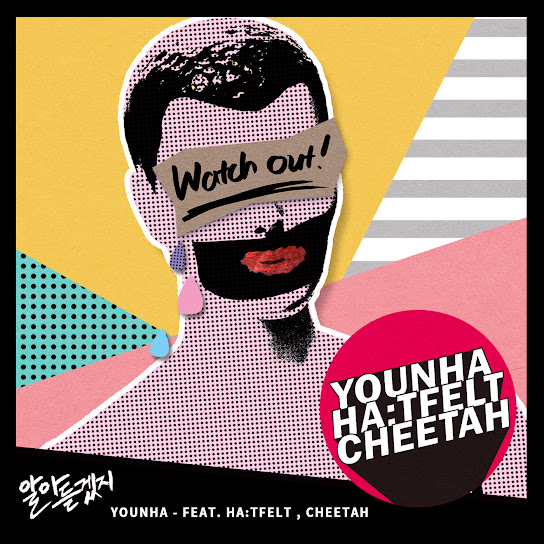 Watch out!
YOUNHA
HA:TFELT
CHEETAH
알아듣겠지
YOUNHA - FEAT. HA:TFELT , CHEETAH